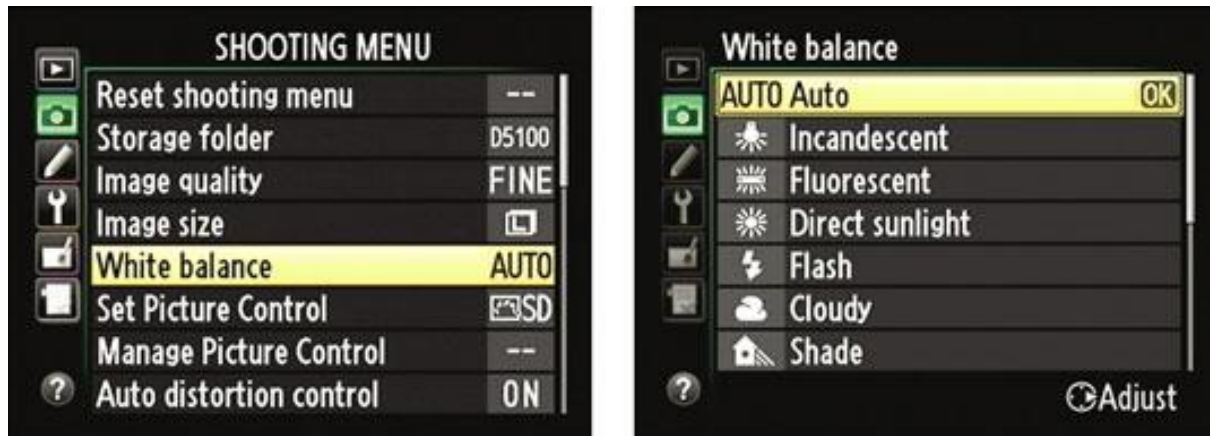 SHOOTING MENU
Reset shooting menu --
Storage folder D5100
Image quality FINE
Image size L
White balance AUTO
Set Picture Control SD
Manage Picture Control --
Auto distortion control ON
?
White balance
AUTO Auto OK
Incandescent
Fluorescent
Direct sunlight
Flash
Cloudy
Shade
? Adjust